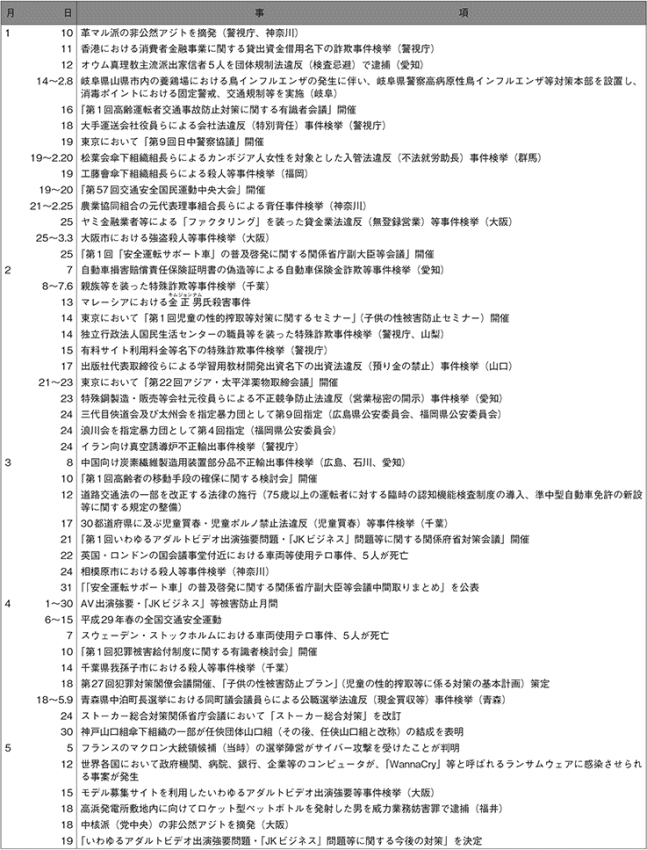 月 日 事 項
1 10 革マル派の非公然アジトを摘発（警視庁、神奈川）
11 香港における消費者金融事業に関する貸出資金借用名下の詐欺事件検挙（警視庁）
12 オウム真理教主流派出家信者5人を団体規制法違反（検査忌避）で逮捕（愛知）
14～2.8 岐阜県山県市内の養鶏場における鳥インフルエンザの発生に伴い、岐阜県警察高病原性鳥インフルエンザ等対策本部を設置し、
消毒ポイントにおける固定警戒、交通規制等を実施（岐阜）
16 「第1回高齢運転者交通事故防止対策に関する有識者会議」開催
18 大手運送会社役員らによる会社法違反（特別背任）事件検挙（警視庁）
19 東京において「第9回日中警察協議」開催
19～2.20 松葉会傘下組織組長らによるカンボジア人女性を対象とした入管法違反（不法就労助長）事件検挙（群馬）
19 工藤會傘下組織組長らによる殺人等事件検挙（福岡）
19～20 「第57回交通安全国民運動中央大会」開催
21～2.25 農業協同組合の元代表理事組合長らによる背任事件検挙（神奈川）
25 ヤミ金融業者等による「ファクタリング」を装った貸金業法違反（無登録営業）等事件検挙（大阪）
25～3.3 大阪市における強盗殺人等事件検挙（大阪）
25 「第1回「安全運転サポート車」の普及啓発に関する関係省庁副大臣等会議」開催
2 7 自動車損害賠償責任保険証明書の偽造等による自動車保険金詐欺等事件検挙（愛知）
8～7.6 親族等を装った特殊詐欺等事件検挙（千葉）
13 マレーシアにおける金正男氏殺害事件
14 東京において「第1回児童の性的搾取等対策に関するセミナー」（子供の性被害防止セミナー）開催
14 独立行政法人国民生活センターの職員等を装った特殊詐欺事件検挙（警視庁、山梨）
15 有料サイト利用料金等名下の特殊詐欺事件検挙（警視庁）
17 出版社代表取締役らによる学習用教材開発出資名下の出資法違反（預り金の禁止）事件検挙（山口）
21～23 東京において「第22回アジア・太平洋薬物取締会議」開催
23 特殊鋼製造・販売等会社元役員らによる不正競争防止法違反（営業秘密の開示）事件検挙（愛知）
24 三代目俠道会及び太州会を指定暴力団として第9回指定（広島県公安委員会、福岡県公安委員会）
24 浪川会を指定暴力団として第4回指定（福岡県公安委員会）
24 イラン向け真空誘導炉不正輸出事件検挙（警視庁）
3 8 中国向け炭素繊維製造用装置部分品不正輸出事件検挙（広島、石川、愛知）
10 「第1回高齢者の移動手段の確保に関する検討会」開催
12 道路交通法の一部を改正する法律の施行（75歳以上の運転者に対する臨時の認知機能検査制度の導入、準中型自動車免許の新設
等に関する規定の整備）
17 30都道府県に及ぶ児童買春・児童ポルノ禁止法違反（児童買春）等事件検挙（千葉）
21 「第1回いわゆるアダルトビデオ出演強要問題・「JKビジネス」問題等に関する関係府省対策会議」開催
22 英国・ロンドンの国会議事堂付近における車両等使用テロ事件、5人が死亡
24 相模原市における殺人等事件検挙（神奈川）
31 「「安全運転サポート車」の普及啓発に関する関係省庁副大臣等会議中間取りまとめ」を公表
4 1～30 AV出演強要・「JKビジネス」等被害防止月間
6～15 平成29年春の全国交通安全運動
7 スウェーデン・ストックホルムにおける車両使用テロ事件、5人が死亡
10 「第1回犯罪被害給付制度に関する有識者検討会」開催
14 千葉県我孫子市における殺人等事件検挙（千葉）
18 第27回犯罪対策閣僚会議開催、「子供の性被害防止プラン」（児童の性的搾取等に係る対策の基本計画）策定
18～5.9 青森県中泊町長選挙における同町議会議員らによる公職選挙法違反（現金買収等）事件検挙（青森）
24 ストーカー総合対策関係省庁会議において「ストーカー総合対策」を改訂
30 神戸山口組傘下組織の一部が任俠団体山口組（その後、任俠山口組と改称）の結成を表明
5 5 フランスのマクロン大統領候補（当時）の選挙陣営がサイバー攻撃を受けたことが判明
12 世界各国において政府機関、病院、銀行、企業等のコンピュータが、「WannaCry」等と呼ばれるランサムウェアに感染させられ
る事案が発生
15 モデル募集サイトを利用したいわゆるアダルトビデオ出演強要等事件検挙（大阪）
18 高浜発電所敷地内に向けてロケット型ペットボトルを発射した男を威力業務妨害罪で逮捕（福井）
18 中核派（党中央）の非公然アジトを摘発（大阪）
19 「いわゆるアダルトビデオ出演強要問題・「JKビジネス」問題等に関する今後の対策」を決定